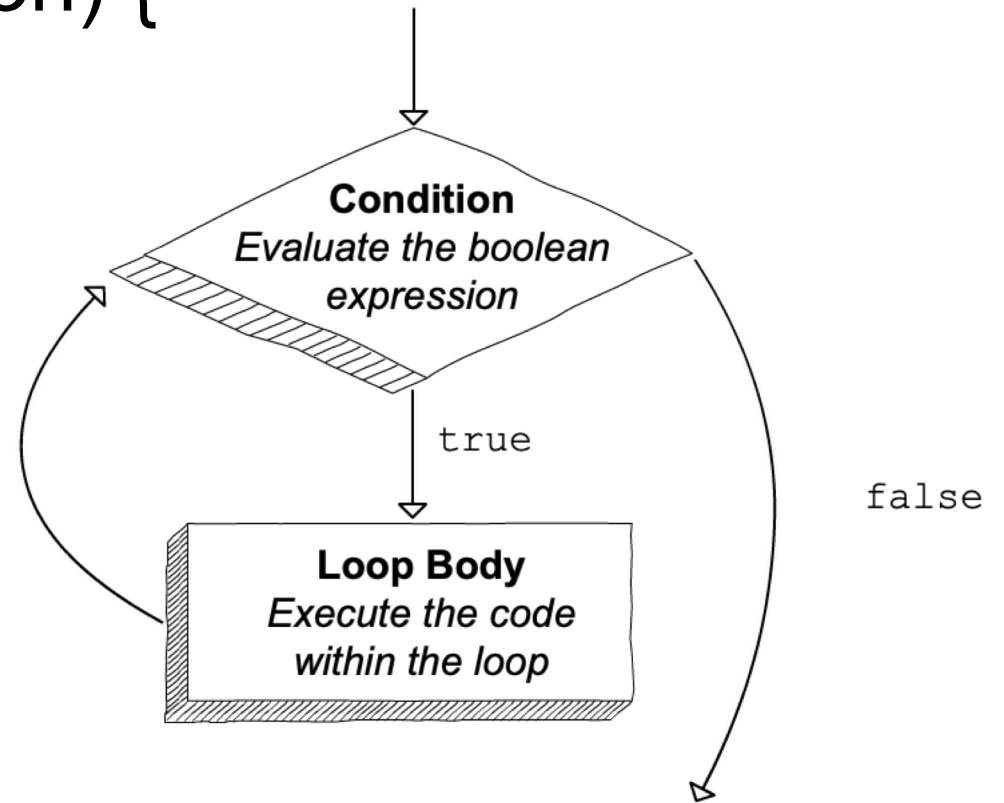 on) {
Condition
Evaluate the boolean
expression
true
false
Loop Body
Execute the code
within the loop